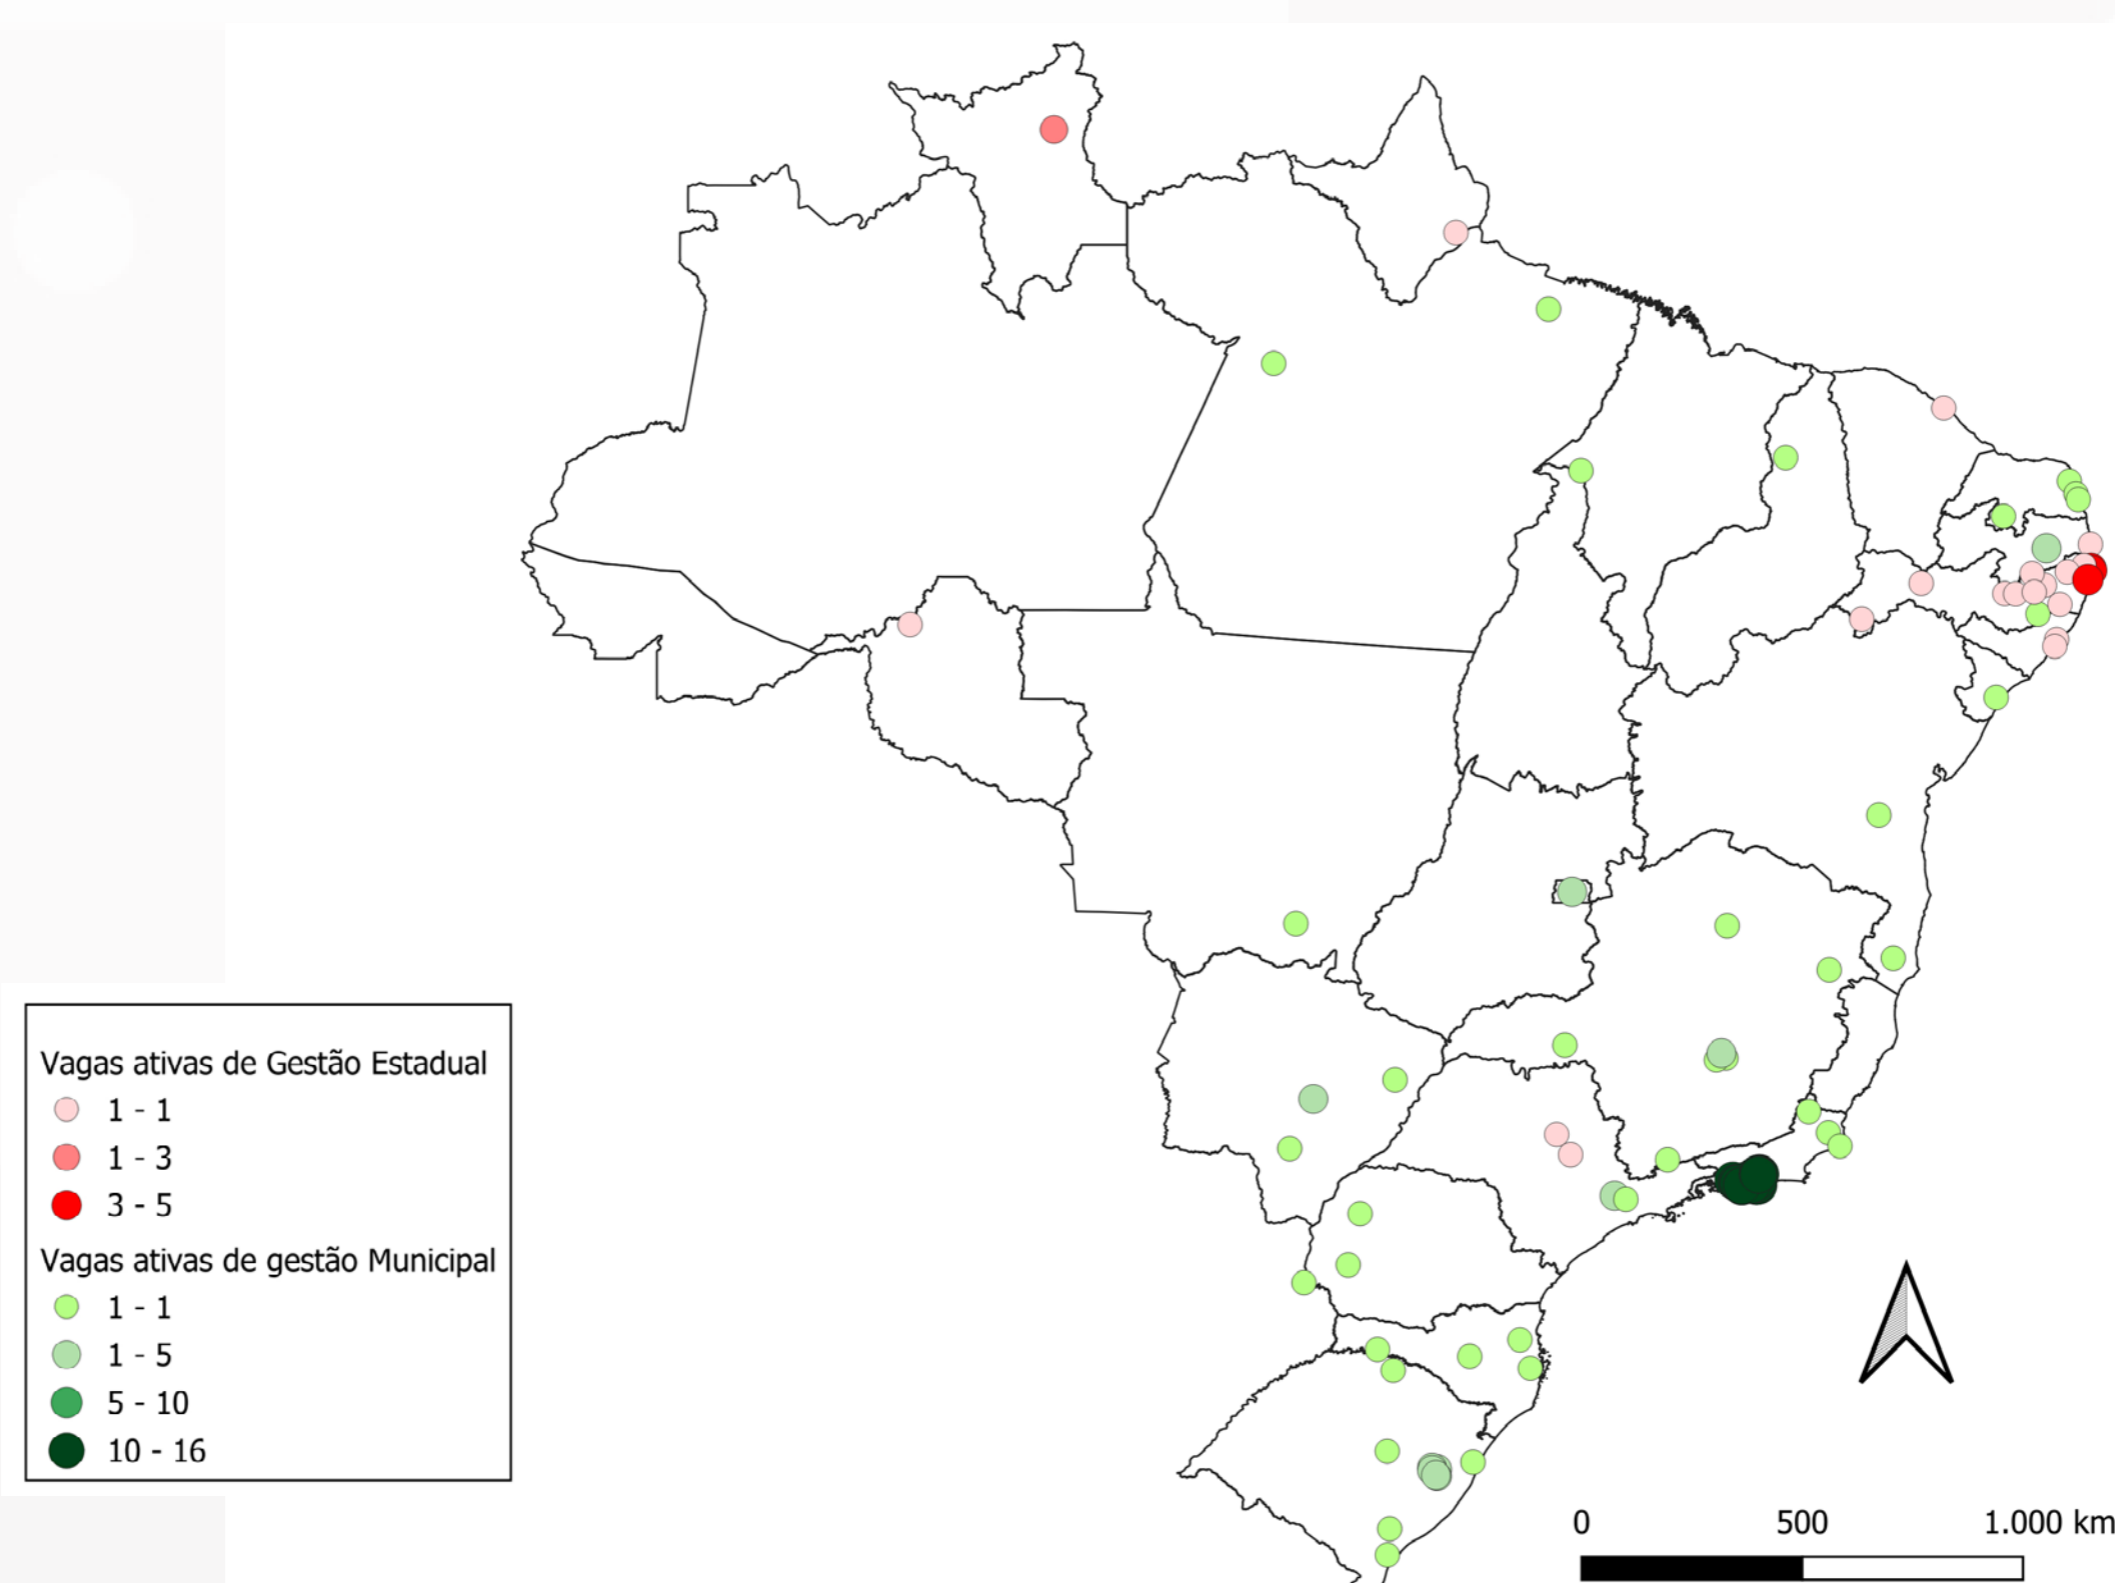 Vagas ativas de Gestão Estadual
1 - 1
1 - 3
3 - 5
Vagas ativas de gestão Municipal
1 - 1
1 - 5
5 - 10
10 - 16
0 500 1.000 km